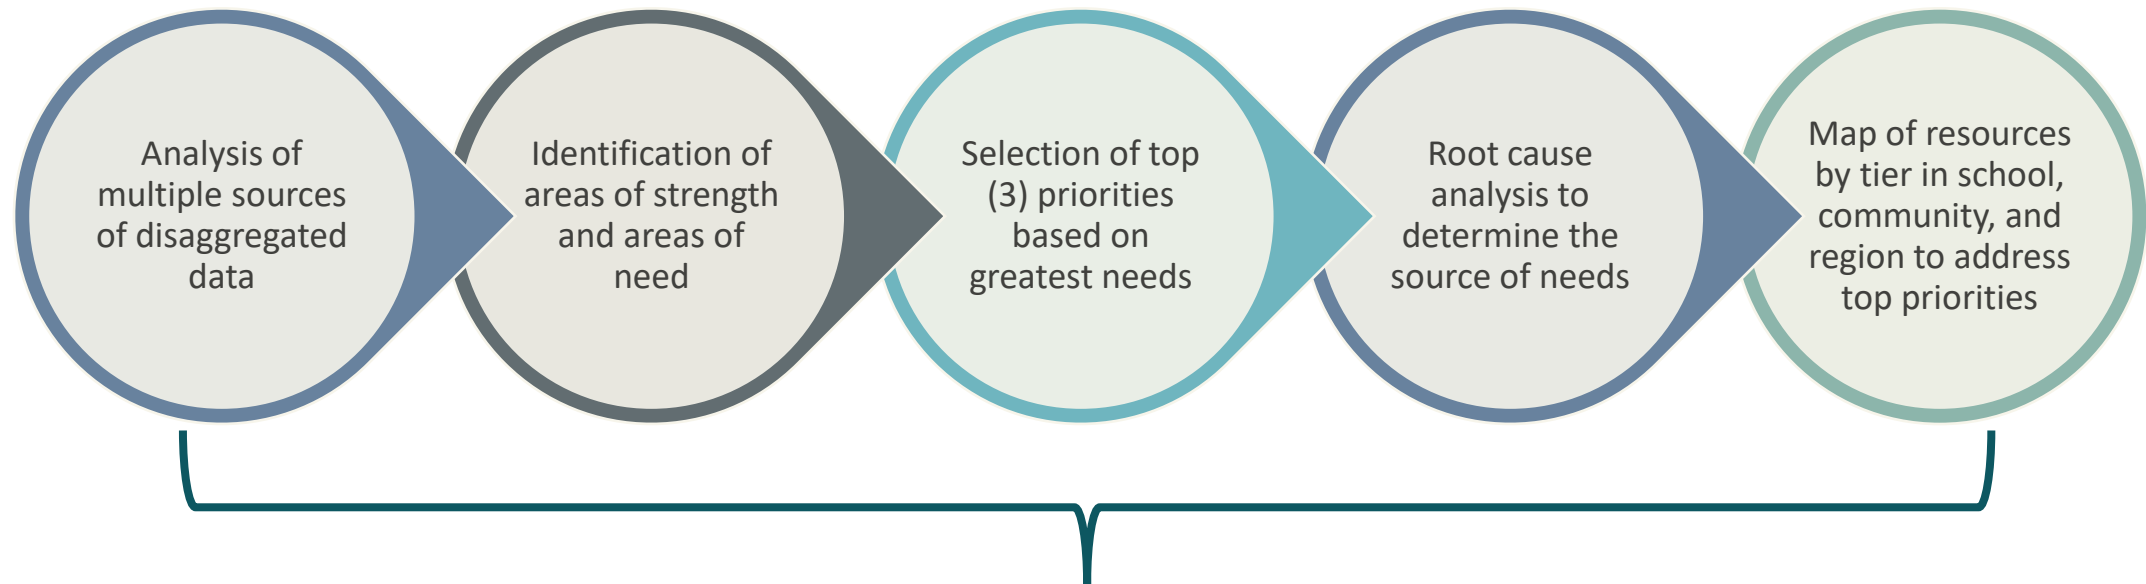 Analysis of
multiple sources
of disaggregated
data
Identification of
areas of strength
and areas of
need
Selection of top
(3) priorities
based on
greatest needs
Root cause
analysis to
determine the
source of needs
Map of resources
by tier in school,
community, and
region to address
top priorities